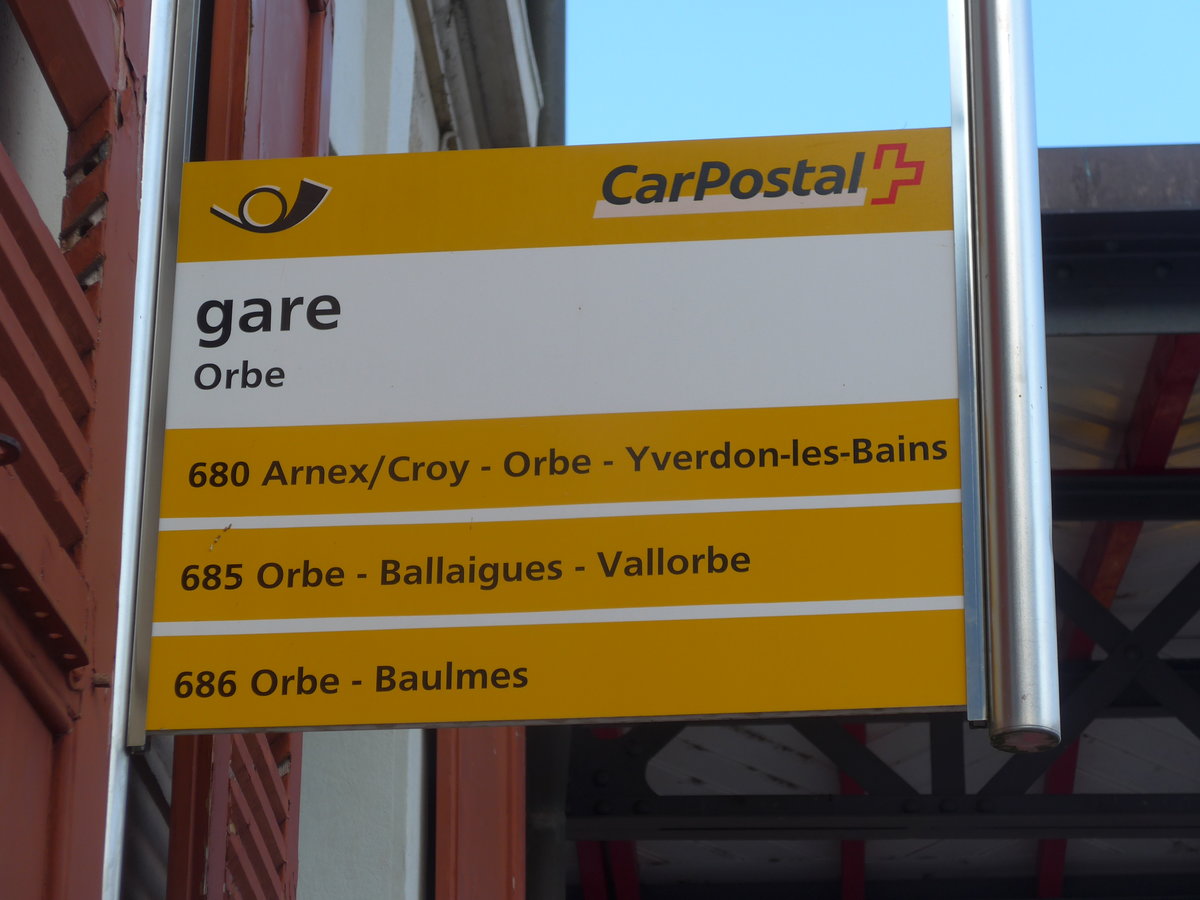 CarPostal
gare
Orbe
680 Arnex/Croy - Orbe - Yverdon-les-Bains
685 Orbe - Ballaigues - Vallorbe
686 Orbe - Baulmes